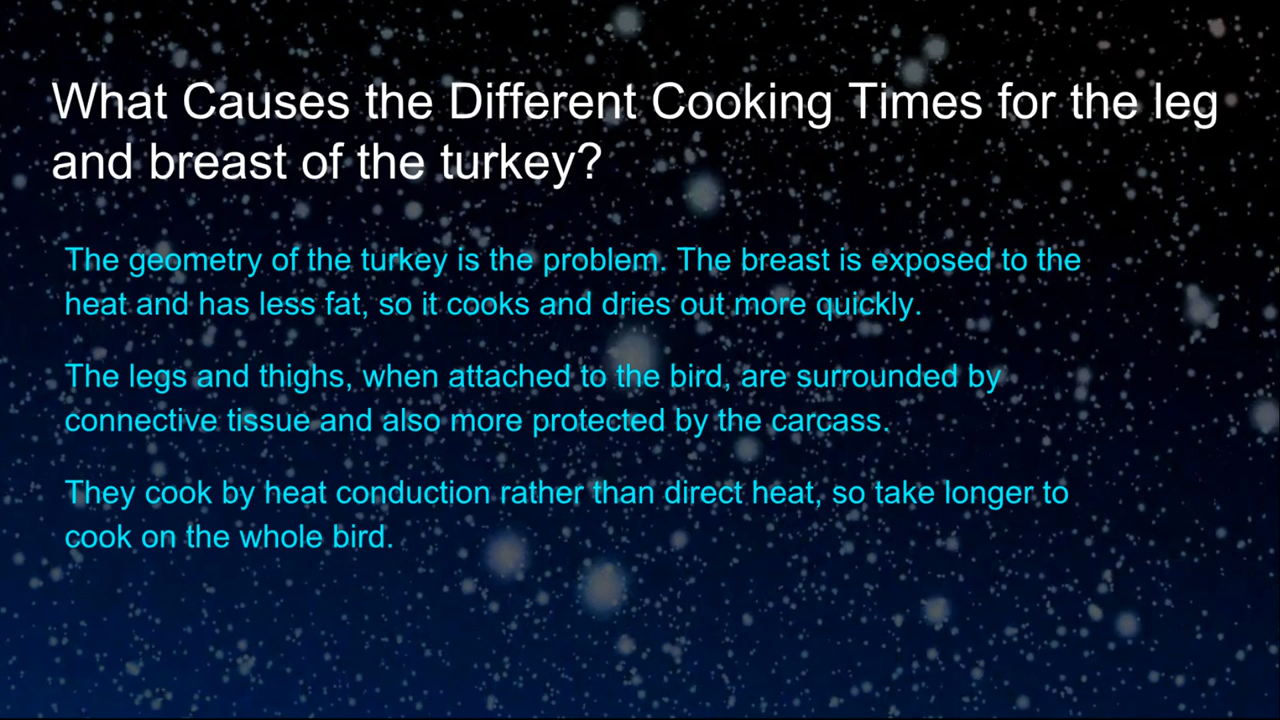 What Causes the Different Cooking Times for the leg
and breast of the turkey?
The geometry of the turkey is the problem. The breast is exposed to the
heat and has less fat, so it cooks and dries out more quickly.
The legs and thighs, when attached to the bird, are surrounded by
connective tissue and also more protected by the carcass.
They cook by heat conduction rather than direct heat, so take longer to
cook on the whole bird.